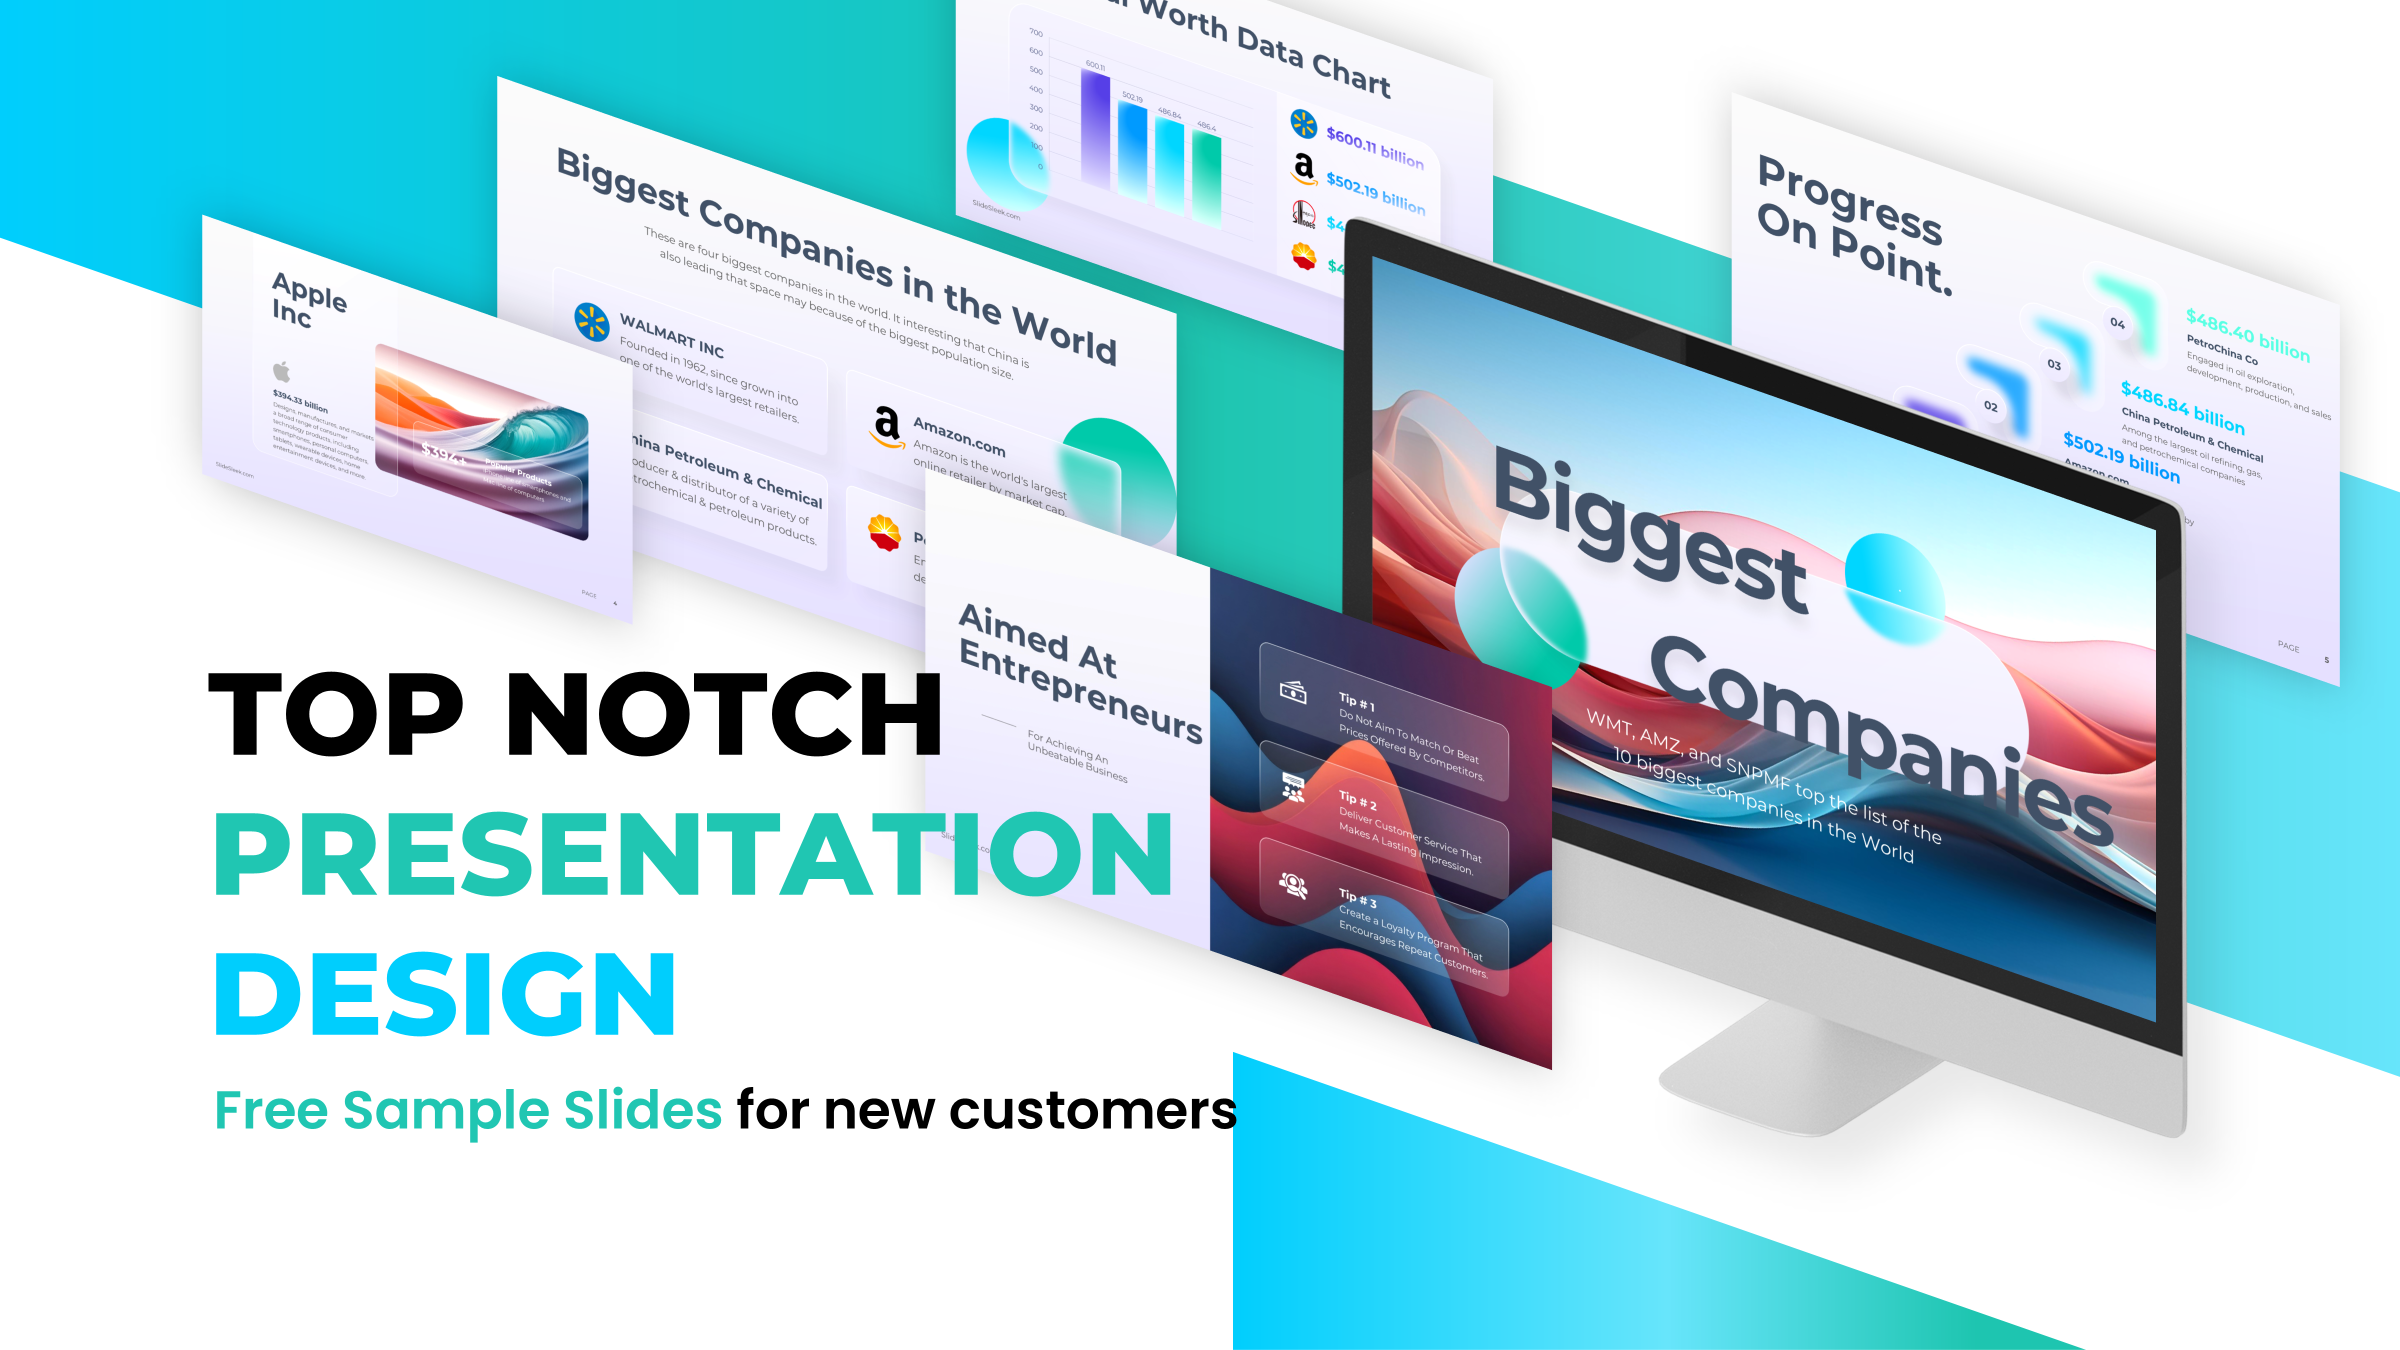 TOP NOTCH
PRESENTATION
DESIGN
Free Sample Slides for new customers
Apple
Inc
$394.33 billion
Designs, manufactures, and markets
a broad range of consumer
technology products, including
smartphones, personal computers,
tablets, wearable devices, home
entertainment devices, and more.
$394+
Popular Products
SlideSleek.com
PAGE 4
Biggest Companies in the World
These are four biggest companies in the world. It interesting that China is
also leading that space may because of the biggest population size.
WALMART INC
Founded in 1962, since grown into
one of the world's largest retailers.
Amazon.com
Amazon is the world's largest
online retailer by market cap.
hina Petroleum & Chemical
oducer & distributor of a variety of
trochemical & petroleum products.
Worth Data Chart
700
600
500
400
300
200
100
0
600.11
502.19
486.84
486.4
$600.11 billion
$502.19 billion
$4
$4
SlideSleek.com
Progress
On Point.
04
03
02
$486.40 billion
PetroChina Co
Engaged in oil exploration,
development, production, and sales
$486.84 billion
China Petroleum & Chemical
Among the largest oil refining, gas,
and petrochemical companies
$502.19 billion
Amazon.com
by
PAGE 5
Aimed At
Entrepreneurs
For Achieving An
Unbeatable Business
Tip # 1
Do Not Aim To Match Or Beat
Prices Offered By Competitors.
Tip # 2
Deliver Customer Service That
Makes A Lasting Impression.
Tip # 3
Create a Loyalty Program That
Encourages Repeat Customers.
Biggest
Companies
WMT, AMZ, and SNPMF top the list of the
10 biggest companies in the World